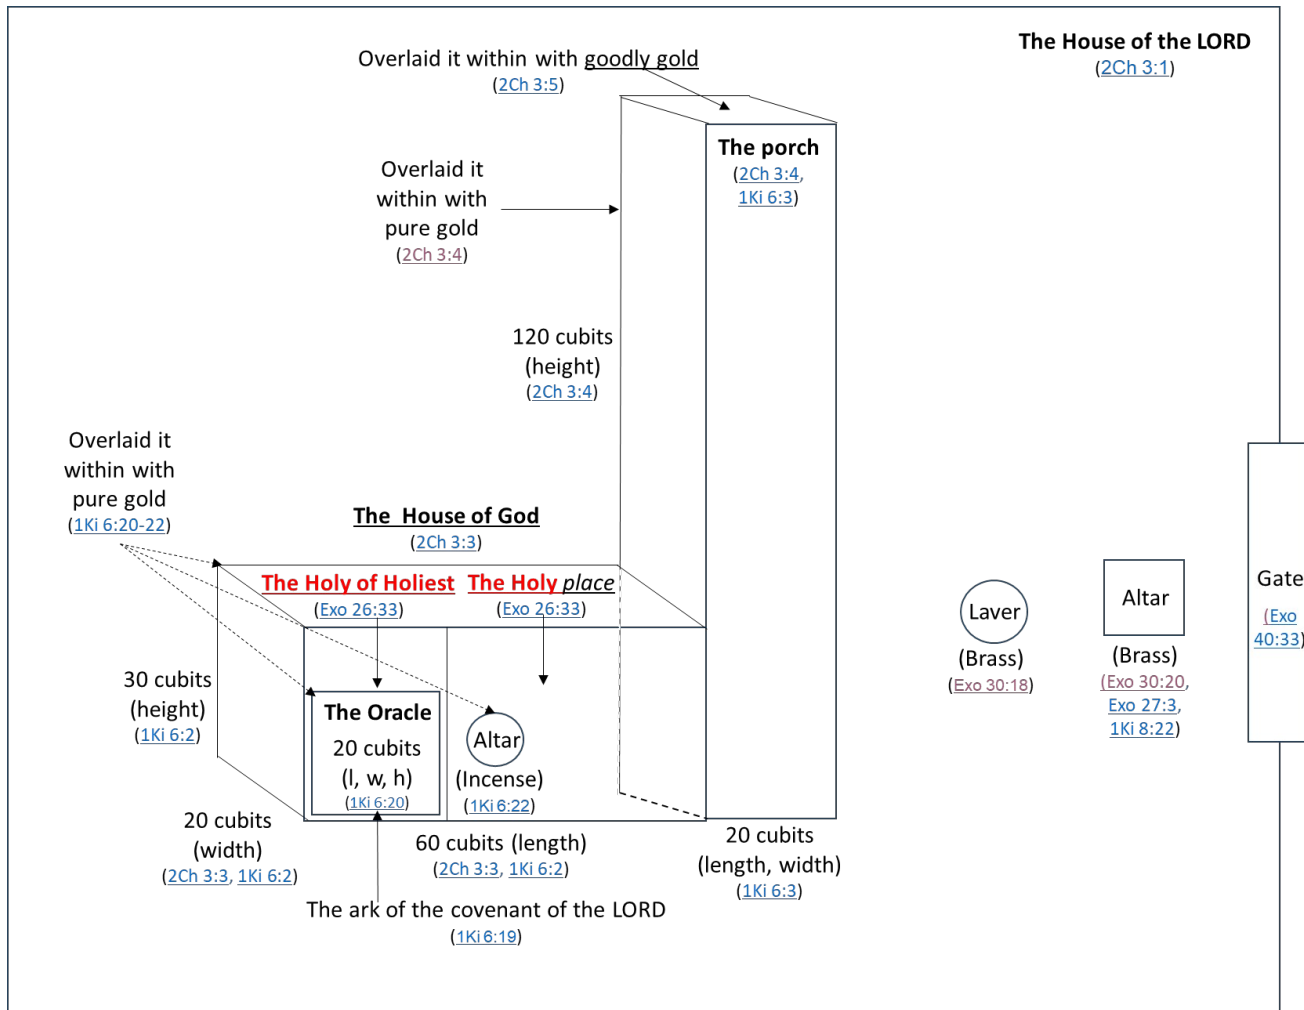 The House of the LORD
(2Ch 3:1)
Overlaid it within with goodly gold
(2Ch 3:5)
The porch
(2Ch 3:4,
1Ki 6:3)
Overlaid it
within with
pure gold
(2Ch 3:4)
120 cubits
(height)
(2Ch 3:4)
Overlaid it
within with
pure gold
(1Ki 6:20-22)
The House of God
(2Ch 3:3)
The Holy of Holiest
(Exo 26:33)
The Holy place
(Exo 26:33)
30 cubits
(height)
(1Ki 6:2)
The Oracle
20 cubits
(l, w, h)
(1Ki 6:20)
Altar
(Incense)
(1Ki 6:22)
20 cubits
(width)
(2Ch 3:3, 1Ki 6:2)
60 cubits (length)
(2Ch 3:3, 1Ki 6:2)
20 cubits
(length, width)
(1Ki 6:3)
The ark of the covenant of the LORD
(1Ki 6:19)
Laver
(Brass)
(Exo 30:18)
Altar
(Brass)
(Exo 30:20,
Exo 27:3,
1Ki 8:22)
Gate
(Exo
40:33)